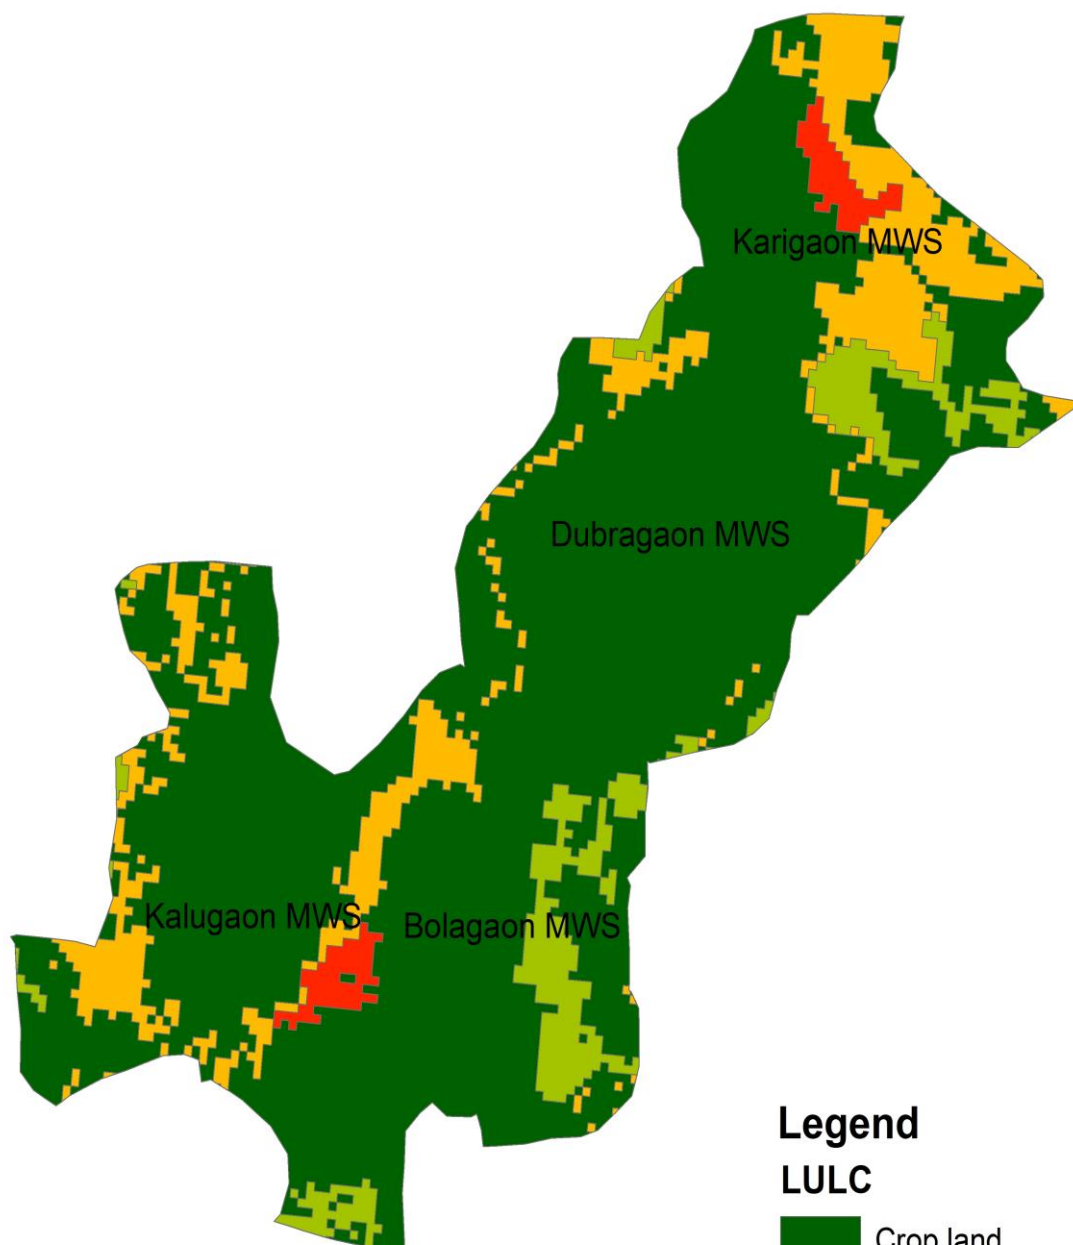 Karigaon MWS
Dubragaon MWS
Kalugaon MWS
Bolagaon MWS
Legend
LULC
Crop land